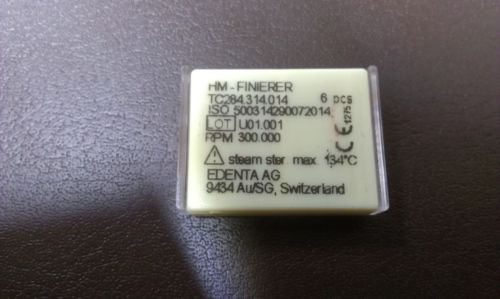 HM - FINIERER
TC284.314.014 6 pcs
ISO 500314290072014
LOT U01.001
RPM 300.000
CE 1275
steam ster. max 134°C
EDENTA AG
9434 Au/SG, Switzerland